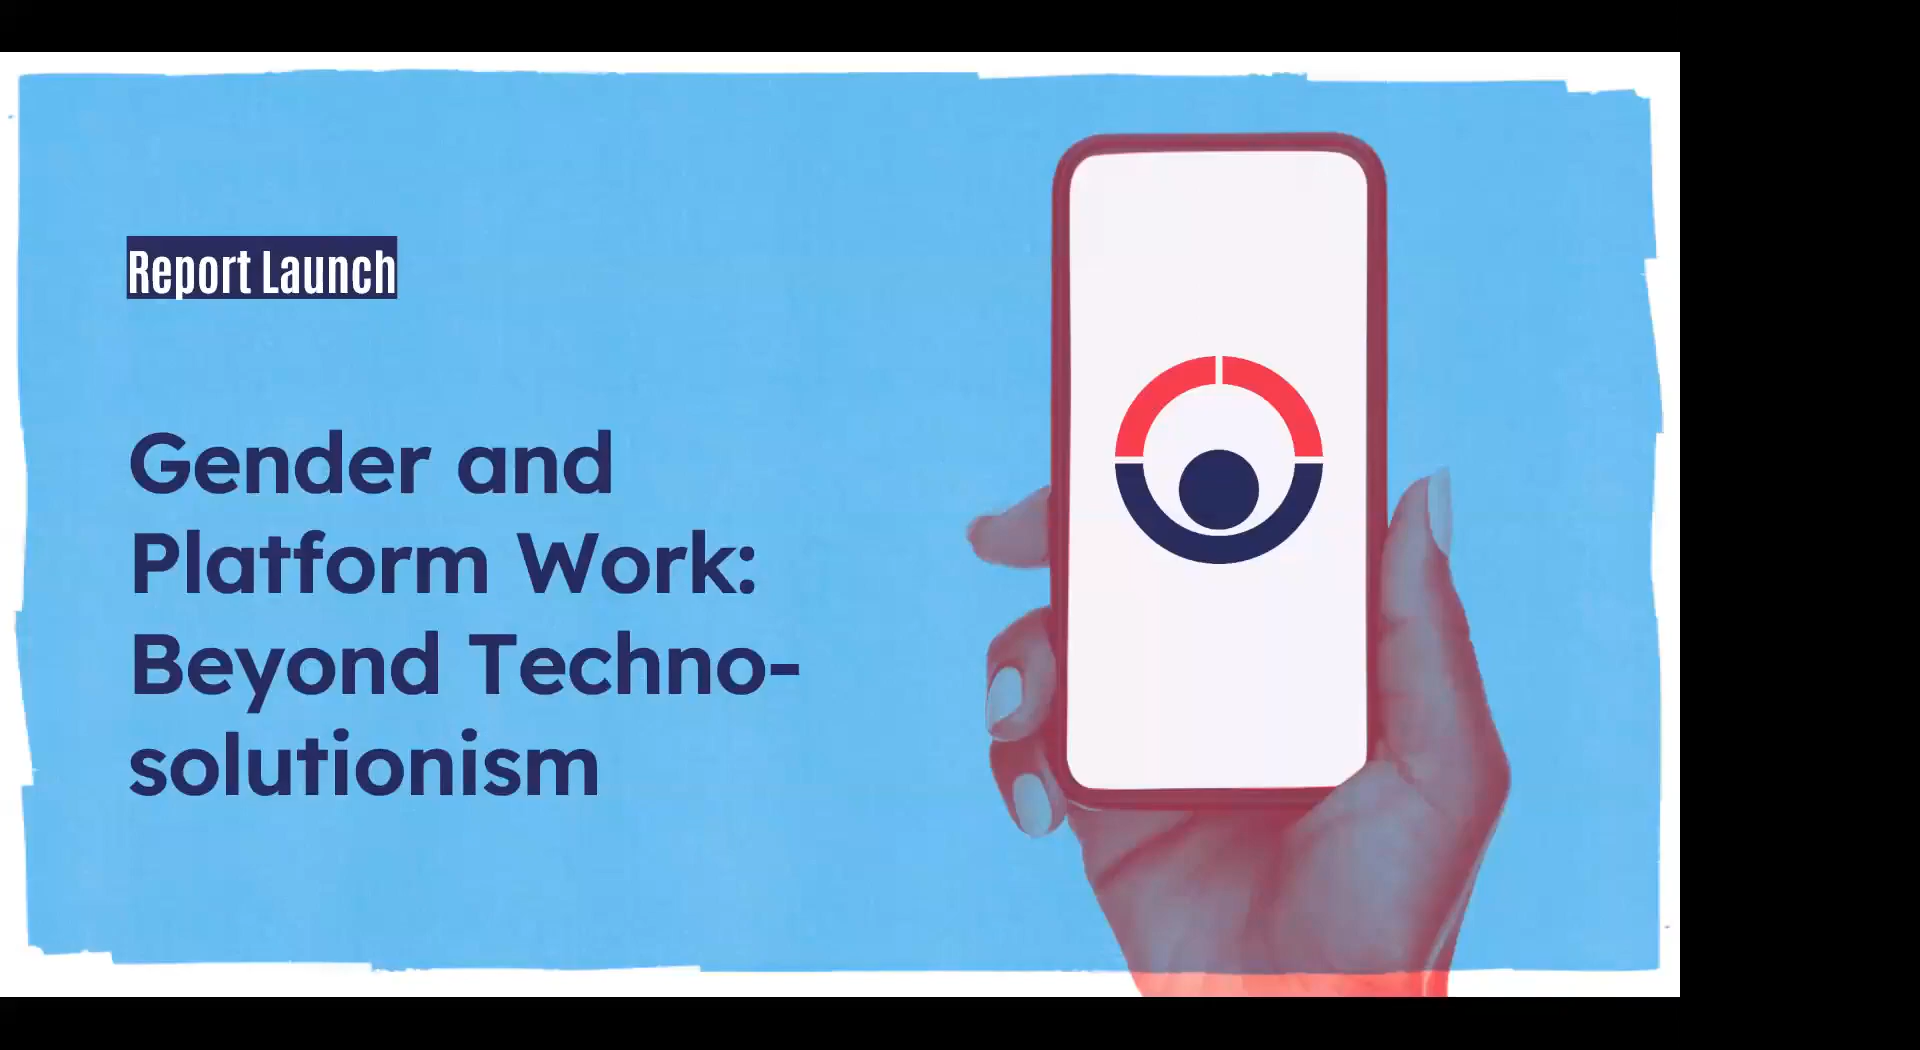 Report Launch
Gender and
Platform Work:
Beyond Techno-
solutionism